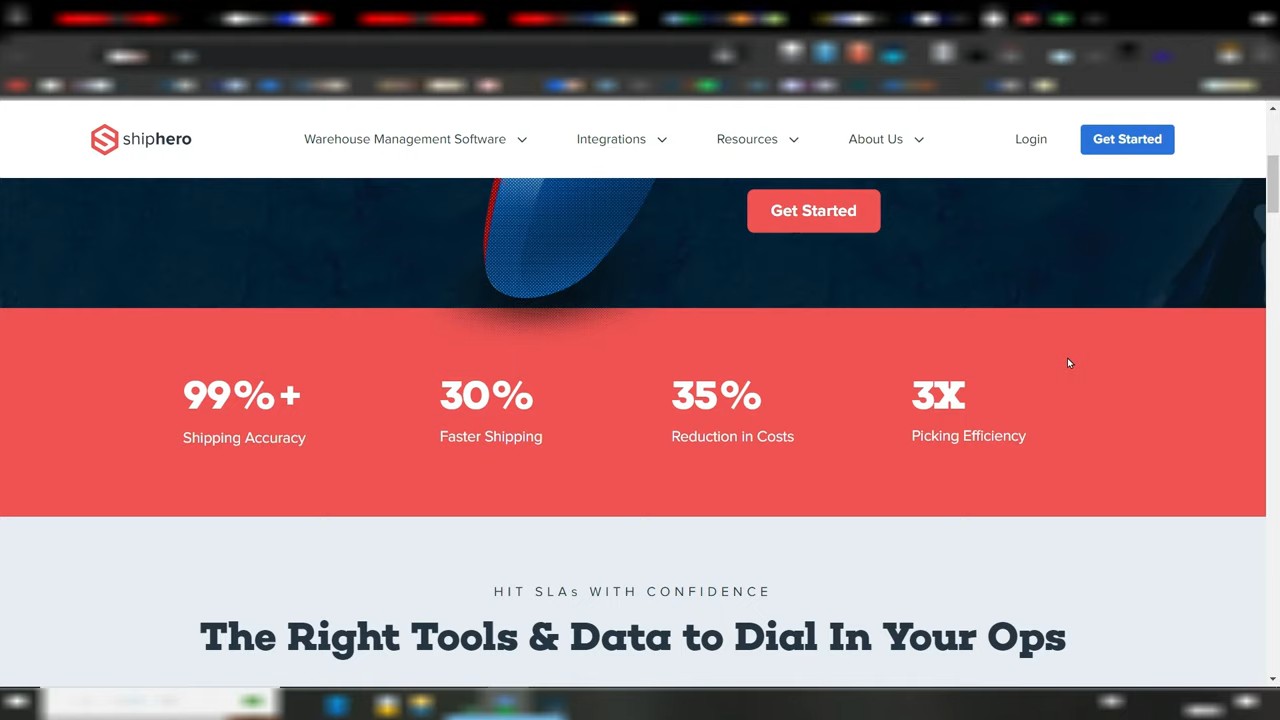 shiphero
Warehouse Management Software Integrations Resources About Us Login Get Started
Get Started
99%+ 30% 35% 3X
Shipping Accuracy Faster Shipping Reduction in Costs Picking Efficiency
HIT SLAs WITH CONFIDENCE
The Right Tools & Data to Dial In Your Ops